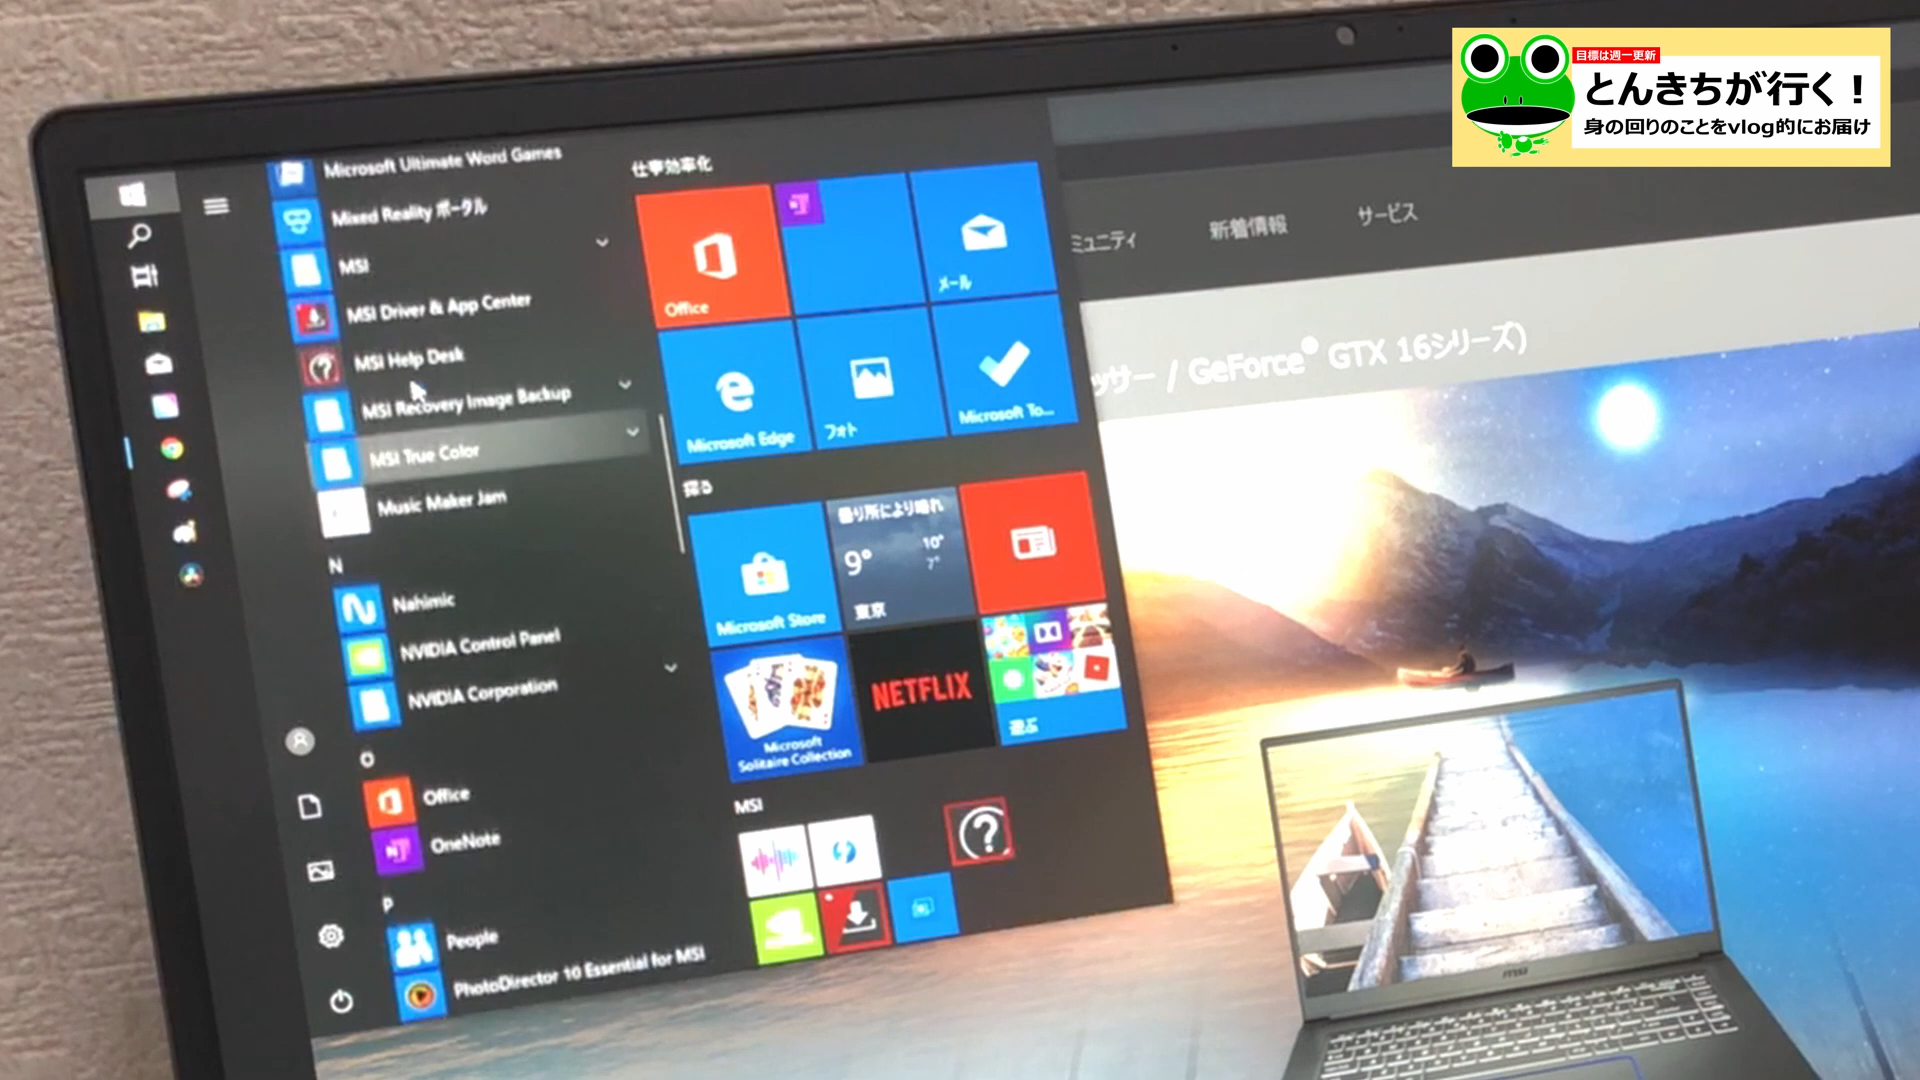 目標は週一更新
とんきちが行く！
身の回りのことをvlog的にお届け
Microsoft Ultimate Word Games
Mixed Reality ポータル
MSI
MSI Driver & App Center
MSI Help Desk
MSI Recovery Image Backup
MSI True Color
Music Maker Jam
N
Nahimic
NVIDIA Control Panel
NVIDIA Corporation
O
Office
OneNote
P
People
PhotoDirector 10 Essential for MSI
仕事効率化
Office
メール
Microsoft Edge
フォト
Microsoft To...
探る
Microsoft Store
曇り所により晴れ
9°
10°
7°
東京
Microsoft
Solitaire Collection
NETFLIX
遊ぶ
MSI
ミュニティ
新着情報
サービス
ッサー / GeForce® GTX 16シリーズ)
msi